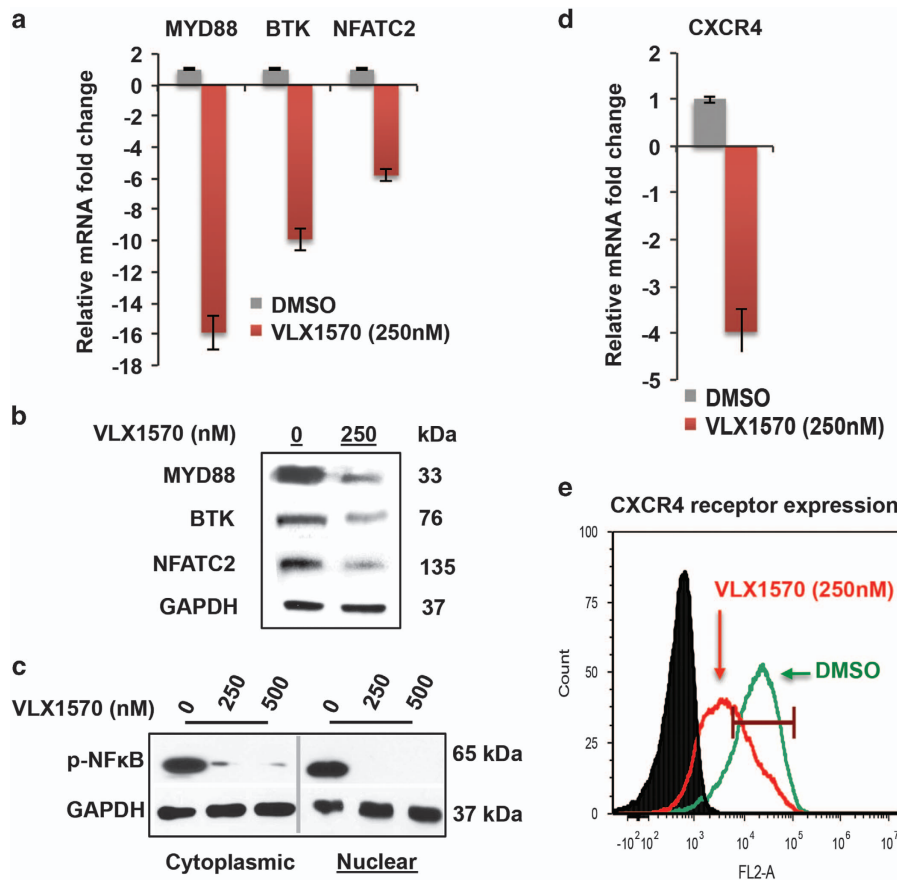 a
MYD88 BTK NFATC2
Relative mRNA fold change
2
0
-2
-4
-6
-8
-10
-12
-14
-16
-18
DMSO
VLX1570 (250nM)
b
VLX1570 (nM) 0 250 kDa
MYD88 33
BTK 76
NFATC2 135
GAPDH 37
c
VLX1570 (nM) 0 250 500 0 250 500
p-NFκB 65 kDa
GAPDH 37 kDa
Cytoplasmic Nuclear
d
CXCR4
Relative mRNA fold change
2
1
0
-1
-2
-3
-4
-5
DMSO
VLX1570 (250nM)
e
CXCR4 receptor expression
100
75
50
25
0
Count
VLX1570 (250nM)
DMSO
-10² 10² 10³ 10⁴ 10⁵ 10⁶ 10⁷
FL2-A